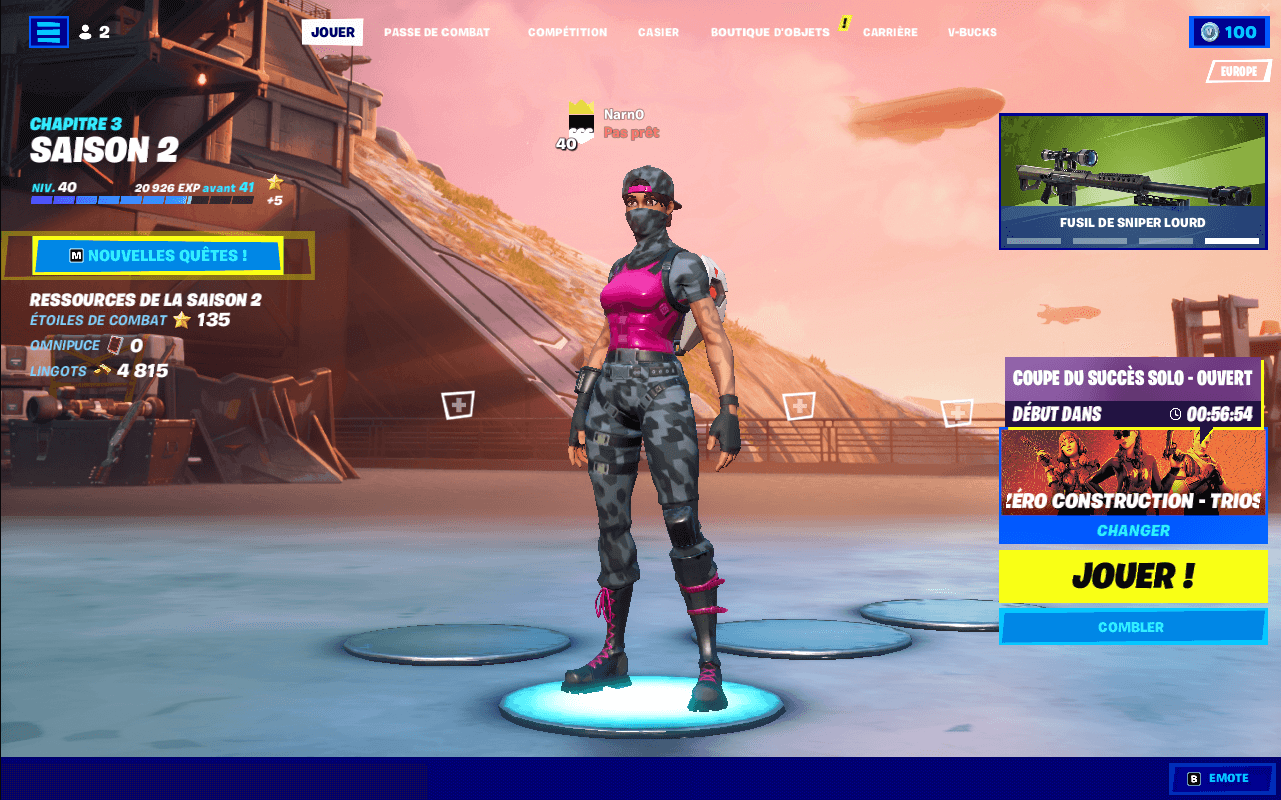 2
JOUER
PASSE DE COMBAT
COMPÉTITION
CASIER
BOUTIQUE D'OBJETS
!
CARRIÈRE
V-BUCKS
100
EUROPE
CHAPITRE 3
SAISON 2
NIV. 40
20 926 EXP avant 41
+5
M NOUVELLES QUÊTES !
RESSOURCES DE LA SAISON 2
ÉTOILES DE COMBAT 135
OMNIPUCE 0
LINGOTS 4 815
Narn0
Pas prêt
40
FUSIL DE SNIPER LOURD
COUPE DU SUCCÈS SOLO - OUVERT
DÉBUT DANS 00:56:54
ZÉRO CONSTRUCTION - TRIOS
CHANGER
JOUER !
COMBLER
B EMOTE